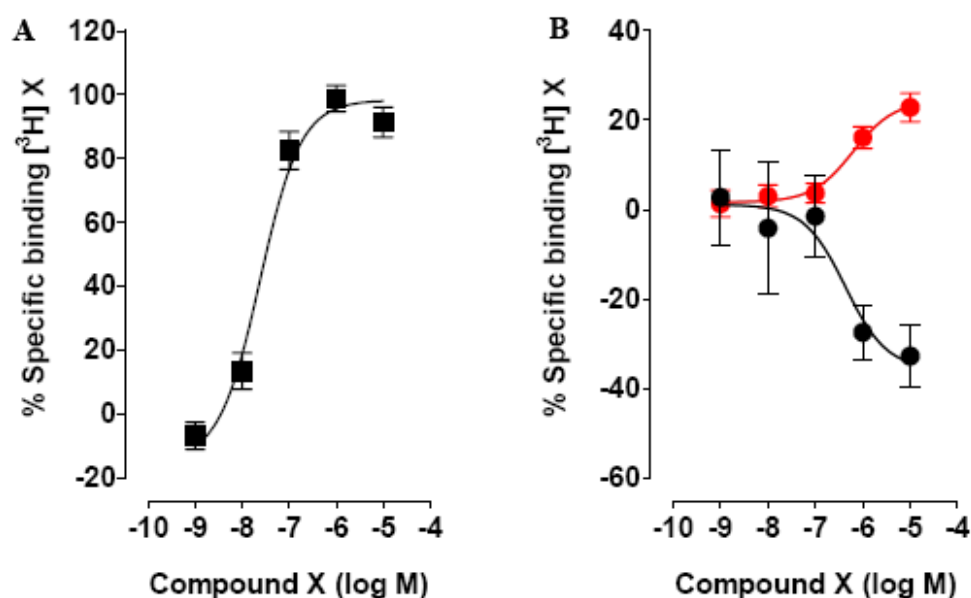 A
% Specific binding [³H] X
120
100
80
60
40
20
0
-20
-10 -9 -8 -7 -6 -5 -4
Compound X (log M)
B
% Specific binding [³H] X
40
20
0
-20
-40
-60
-10 -9 -8 -7 -6 -5 -4
Compound X (log M)